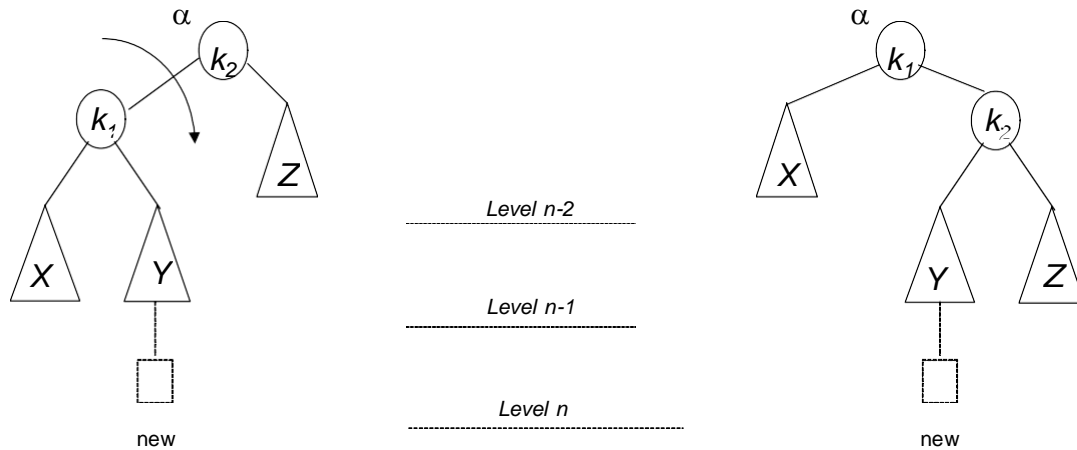 α
k2
k1
Z
X
Y
new
Level n-2
Level n-1
Level n
α
k1
k2
X
Y
Z
new